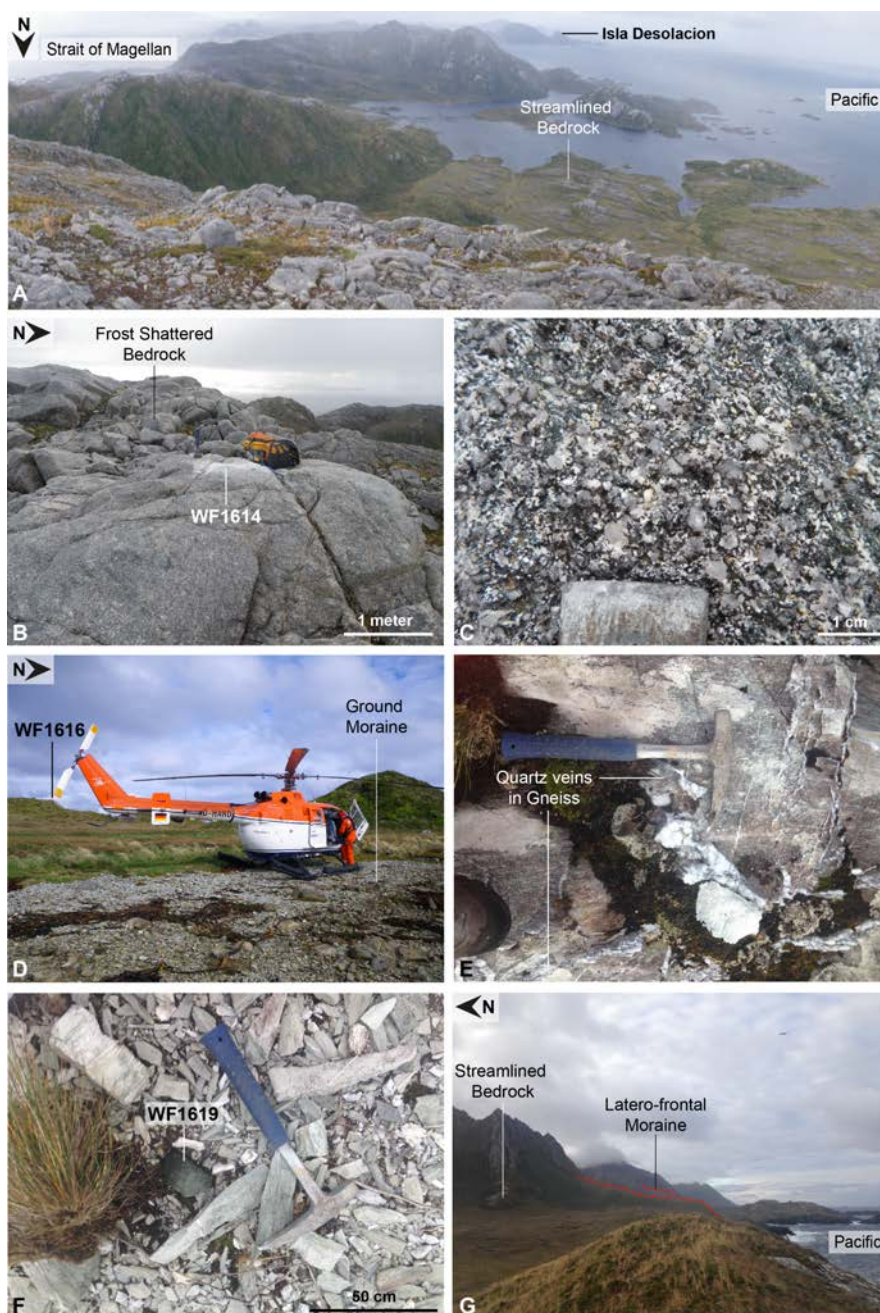 N
Strait of Magellan
Isla Desolacion
Streamlined
Bedrock
Pacific
A
N
Frost Shattered
Bedrock
WF1614
1 meter
B
1 cm
C
N
WF1616
Ground
Moraine
D
Quartz veins
in Gneiss
E
WF1619
50 cm
F
N
Streamlined
Bedrock
Latero-frontal
Moraine
Pacific
G